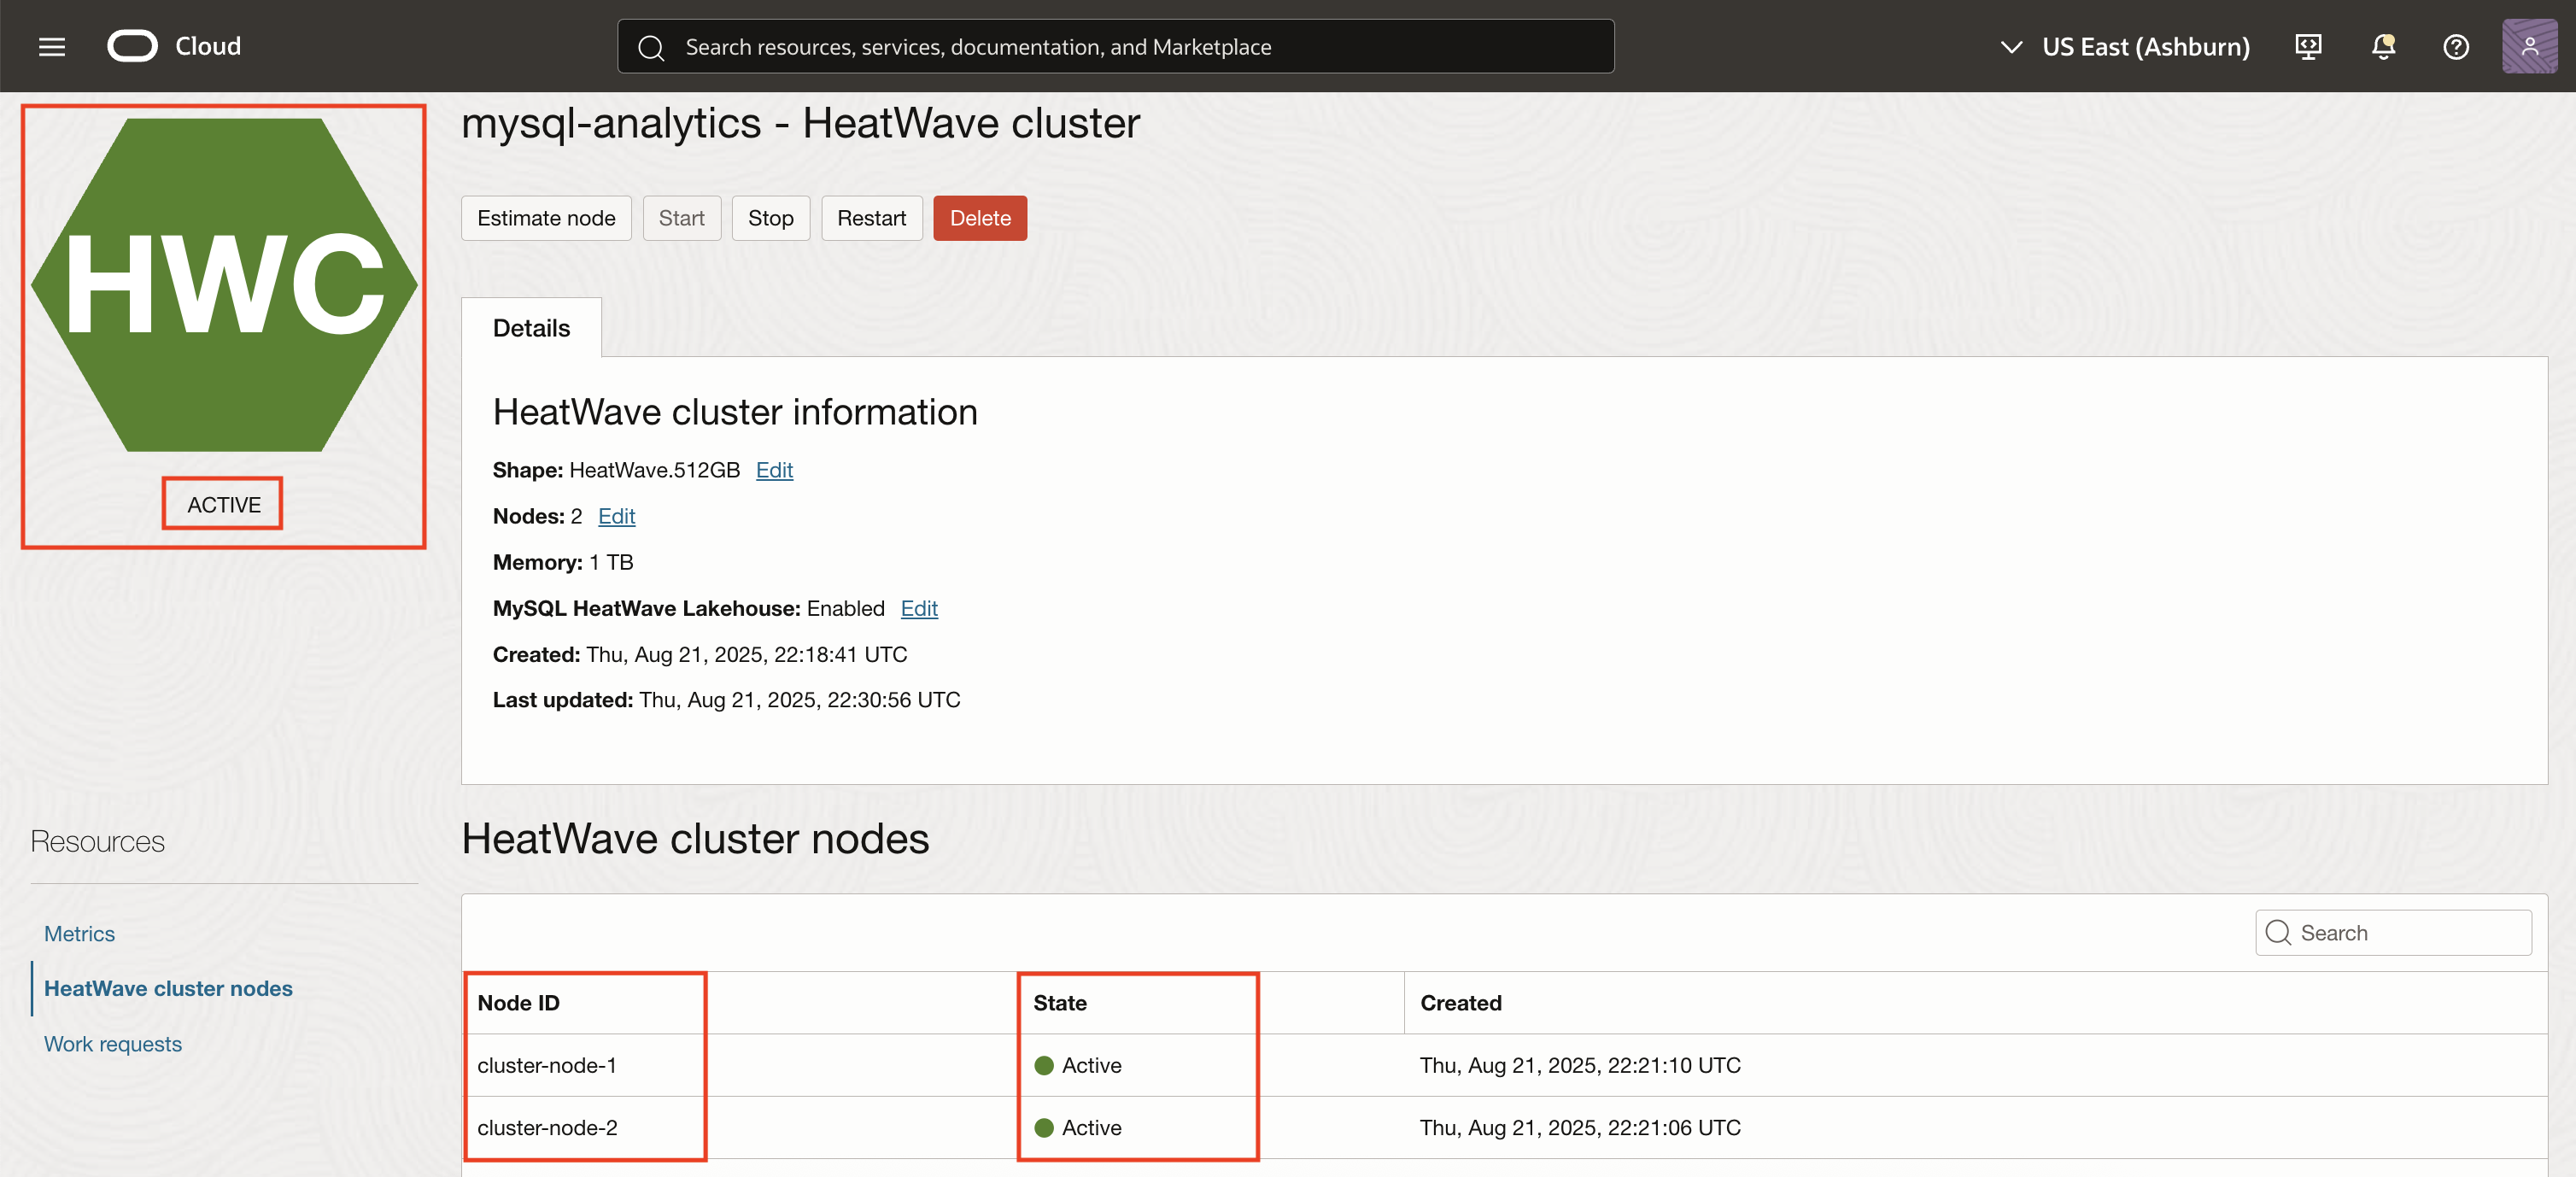 Cloud
Search resources, services, documentation, and Marketplace
US East (Ashburn)
HWC
ACTIVE
mysql-analytics - HeatWave cluster
Estimate node
Start
Stop
Restart
Delete
Details
HeatWave cluster information
Shape: HeatWave.512GB Edit
Nodes: 2 Edit
Memory: 1 TB
MySQL HeatWave Lakehouse: Enabled Edit
Created: Thu, Aug 21, 2025, 22:18:41 UTC
Last updated: Thu, Aug 21, 2025, 22:30:56 UTC
Resources
Metrics
HeatWave cluster nodes
Work requests
HeatWave cluster nodes
Search
Node ID State Created
cluster-node-1 Active Thu, Aug 21, 2025, 22:21:10 UTC
cluster-node-2 Active Thu, Aug 21, 2025, 22:21:06 UTC